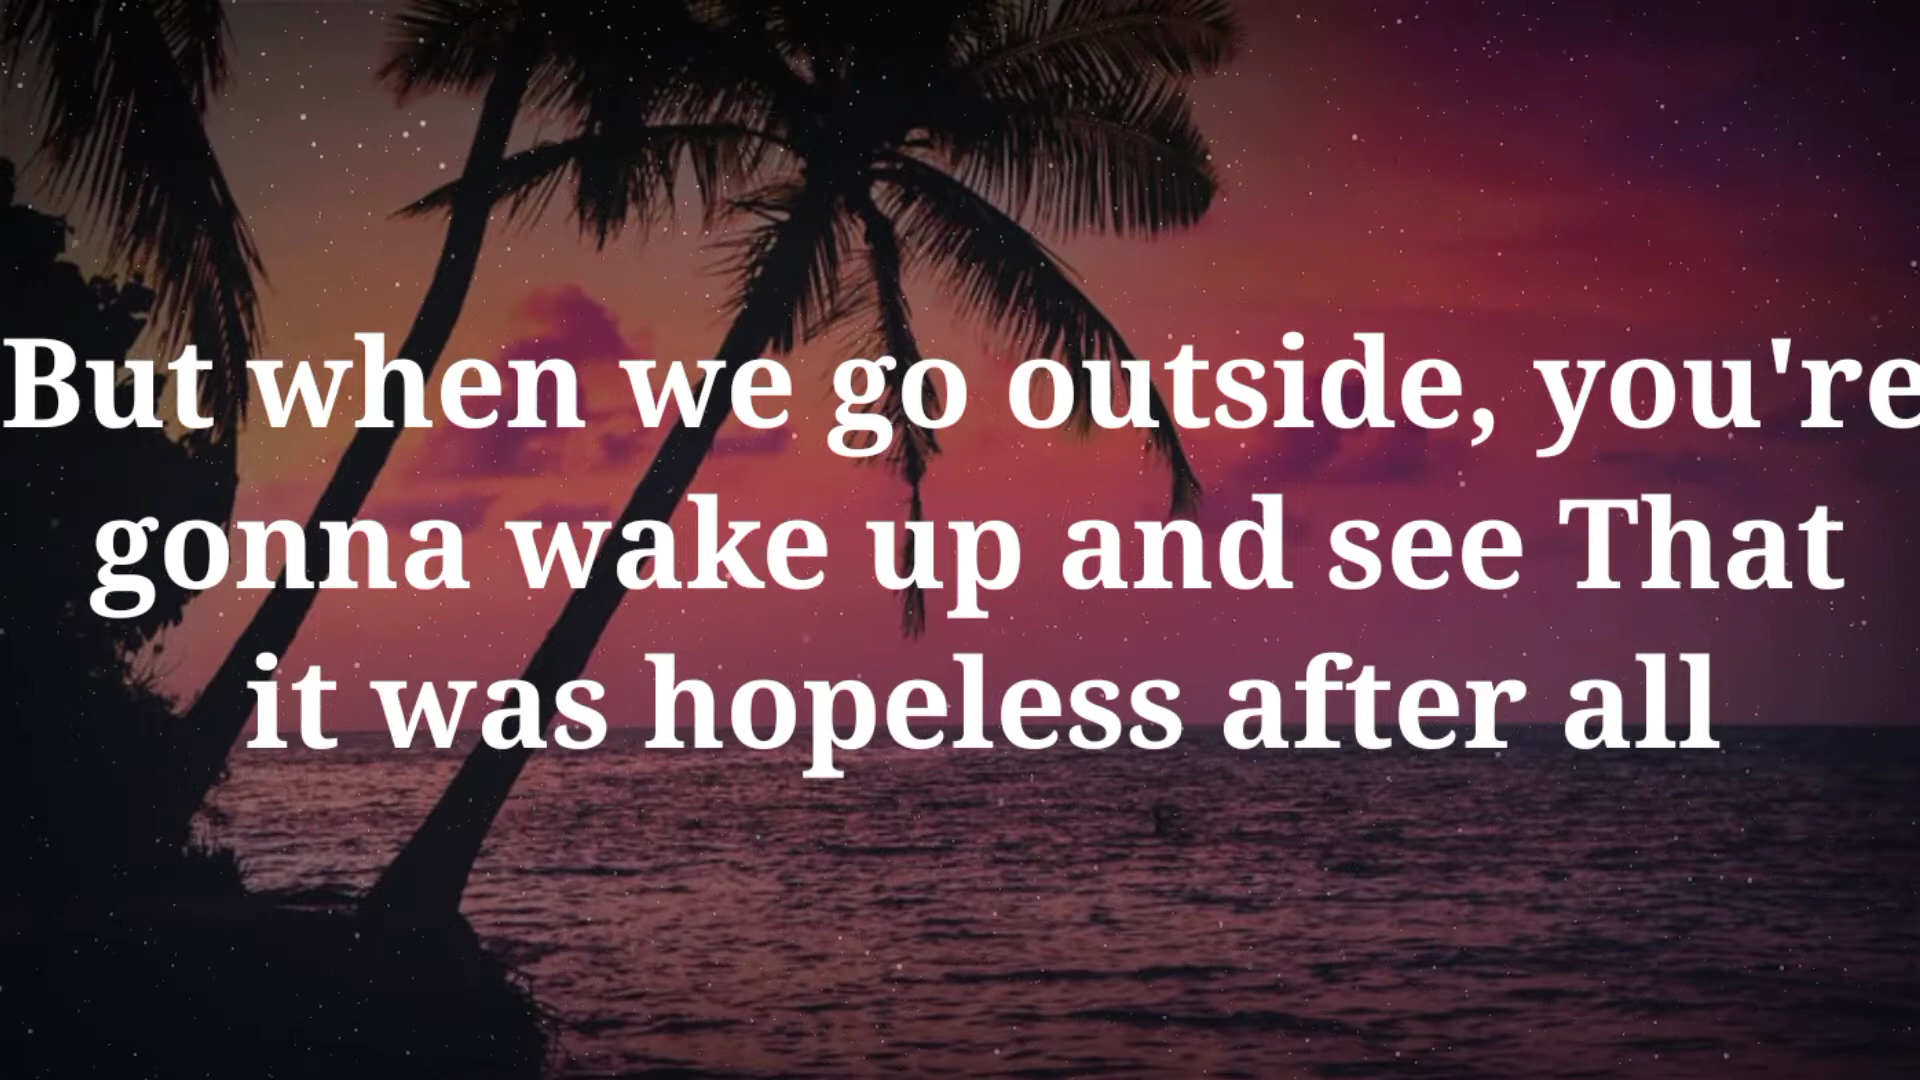 But when we go outside, you're
gonna wake up and see That
it was hopeless after all